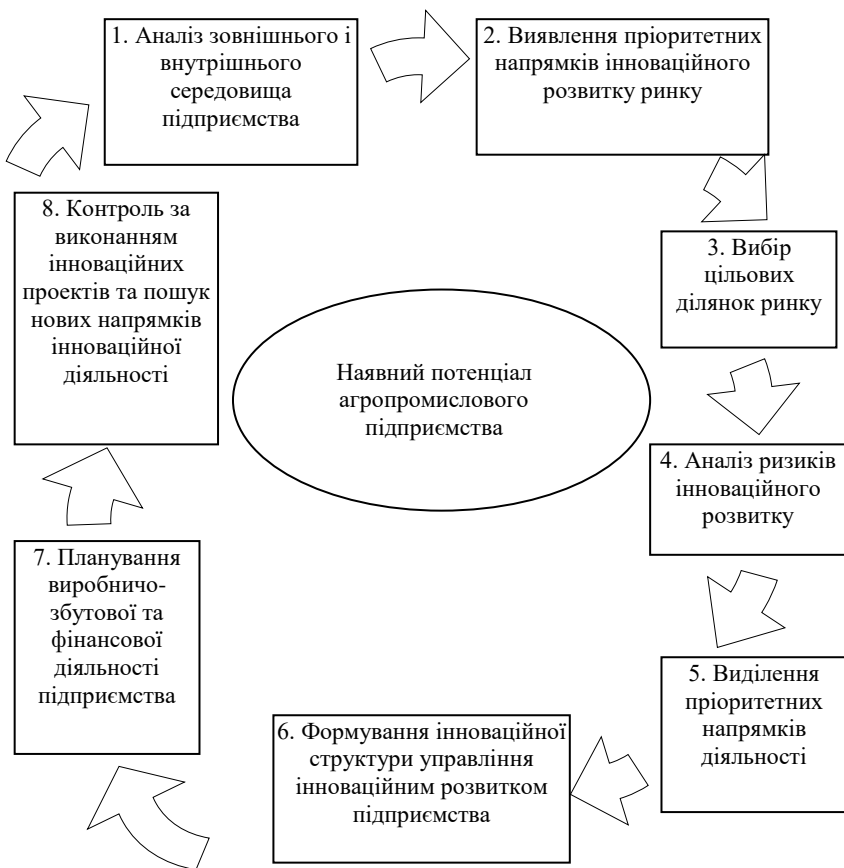 1. Аналіз зовнішнього і
внутрішнього
середовища
підприємства
2. Виявлення пріоритетних
напрямків інноваційного
розвитку ринку
3. Вибір
цільових
ділянок ринку
4. Аналіз ризиків
інноваційного
розвитку
5. Виділення
пріоритетних
напрямків
діяльності
6. Формування інноваційної
структури управління
інноваційним розвитком
підприємства
7. Планування
виробничо-
збутової та
фінансової
діяльності
підприємства
8. Контроль за
виконанням
інноваційних
проектів та пошук
нових напрямків
інноваційної
діяльності
Наявний потенціал
агропромислового
підприємства